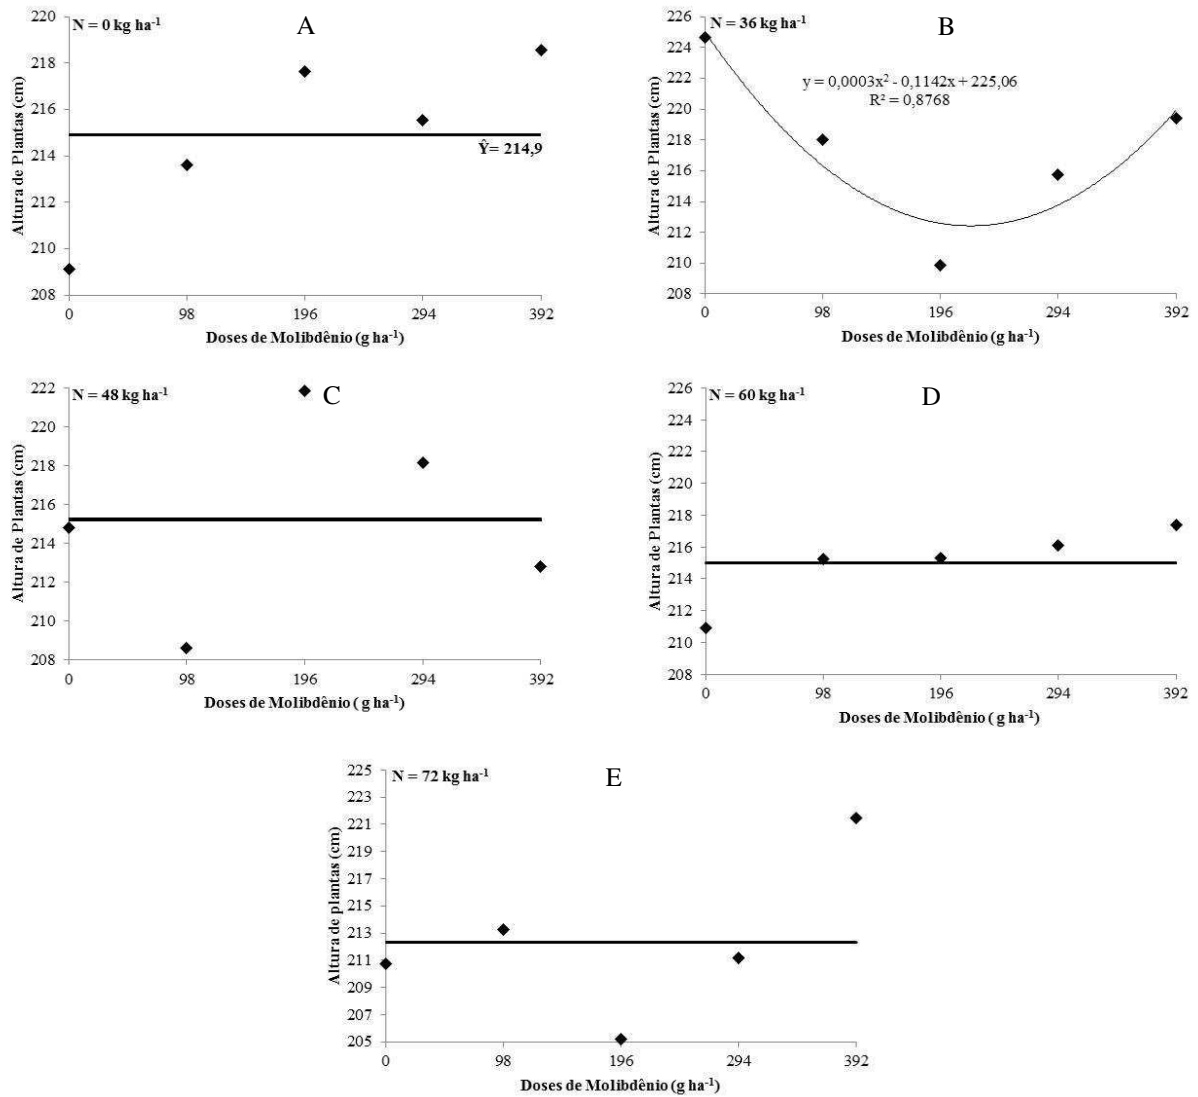 A
N = 0 kg ha-1
Altura de Plantas (cm)
220
218
216
214
212
210
208
Ŷ= 214,9
0 98 196 294 392
Doses de Molibdênio (g ha-1)
B
N = 36 kg ha-1
Altura de Plantas (cm)
226
224
222
220
218
216
214
212
210
208
y = 0,0003x² - 0,1142x + 225,06
R² = 0,8768
0 98 196 294 392
Doses de Molibdênio (g ha-1)
C
N = 48 kg ha-1
Altura de Plantas (cm)
222
220
218
216
214
212
210
208
0 98 196 294 392
Doses de Molibdênio ( g ha-1)
D
N = 60 kg ha-1
Altura de Plantas (cm)
226
224
222
220
218
216
214
212
210
208
0 98 196 294 392
Doses de Molibdênio ( g ha-1)
E
N = 72 kg ha-1
Altura de plantas (cm)
225
223
221
219
217
215
213
211
209
207
205
0 98 196 294 392
Doses de Molibdênio (g ha-1)